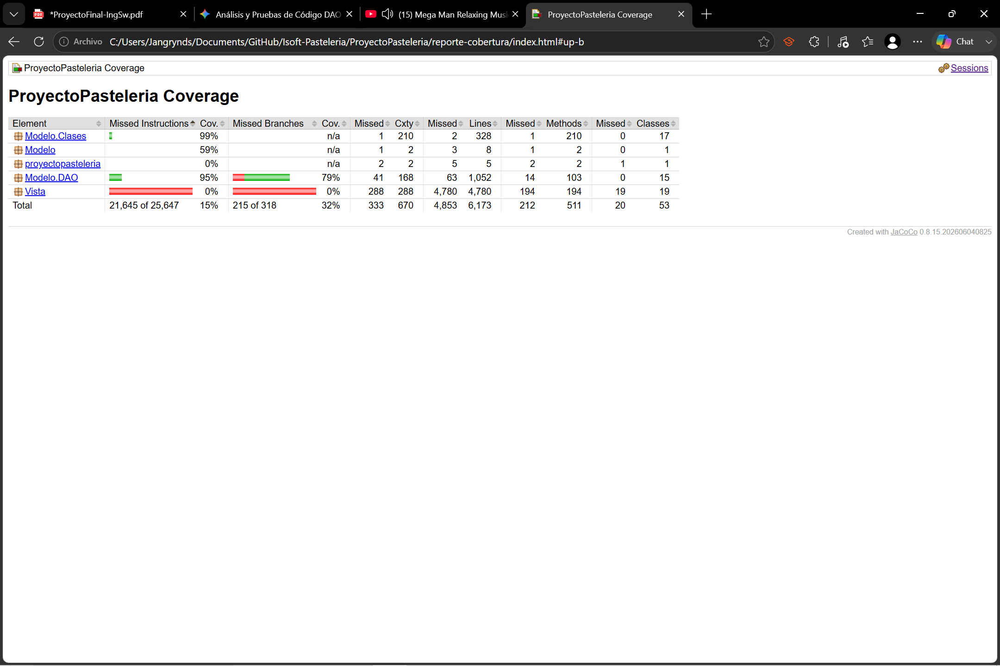 *ProyectoFinal-IngSw.pdf
Análisis y Pruebas de Código DAO
(15) Mega Man Relaxing Musi
ProyectoPasteleria Coverage
Archivo C:/Users/Jangrynds/Documents/GitHub/Isoft-Pasteleria/ProyectoPasteleria/reporte-cobertura/index.html#up-b
Chat
ProyectoPasteleria Coverage Sessions
ProyectoPasteleria Coverage
Element Missed Instructions Cov. Missed Branches Cov. Missed Cxty Missed Lines Missed Methods Missed Classes
Modelo.Clases 99% n/a 1 210 2 328 1 210 0 17
Modelo 59% n/a 1 2 3 8 1 2 0 1
proyectopasteleria 0% n/a 2 2 5 5 2 2 1 1
Modelo.DAO 95% 79% 41 168 63 1,052 14 103 0 15
Vista 0% 0% 288 288 4,780 4,780 194 194 19 19
Total 21,645 of 25,647 15% 215 of 318 32% 333 670 4,853 6,173 212 511 20 53
Created with JaCoCo 0.8.15.202606040825